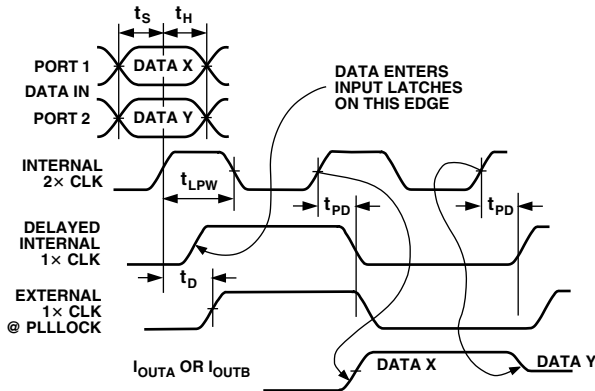 tS tH
PORT 1
DATA X
DATA IN
PORT 2
DATA Y
DATA ENTERS
INPUT LATCHES
ON THIS EDGE
INTERNAL
2× CLK
tLPW
tPD
tPD
DELAYED
INTERNAL
1× CLK
tD
EXTERNAL
1× CLK
@ PLLLOCK
IOUTA OR IOUTB
DATA X
DATA Y